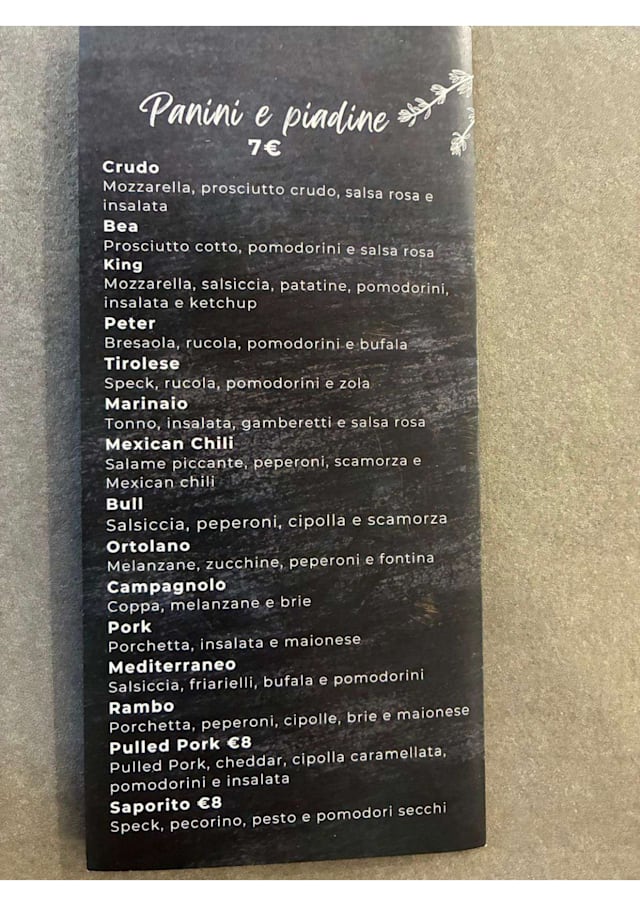 Panini e piadine
7€
Crudo
Mozzarella, prosciutto crudo, salsa rosa e
insalata
Bea
Prosciutto cotto, pomodorini e salsa rosa
King
Mozzarella, salsiccia, patatine, pomodorini,
insalata e ketchup
Peter
Bresaola, rucola, pomodorini e bufala
Tirolese
Speck, rucola, pomodorini e zola
Marinaio
Tonno, insalata, gamberetti e salsa rosa
Mexican Chili
Salame piccante, peperoni, scamorza e
Mexican chili
Bull
Salsiccia, peperoni, cipolla e scamorza
Ortolano
Melanzane, zucchine, peperoni e fontina
Campagnolo
Coppa, melanzane e brie
Pork
Porchetta, insalata e maionese
Mediterraneo
Salsiccia, friarielli, bufala e pomodorini
Rambo
Porchetta, peperoni, cipolle, brie e maionese
Pulled Pork €8
Pulled Pork, cheddar, cipolla caramellata,
pomodorini e insalata
Saporito €8
Speck, pecorino, pesto e pomodori secchi